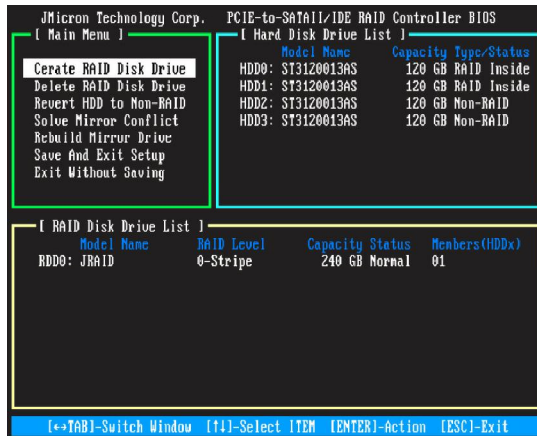 JMicron Technology Corp. PCIE-to-SATAII/IDE RAID Controller BIOS
[ Main Menu ]
Cerate RAID Disk Drive
Delete RAID Disk Drive
Revert HDD to Non-RAID
Solve Mirror Conflict
Rebuild Mirror Drive
Save And Exit Setup
Exit Without Saving
[ Hard Disk Drive List ]
Model Name Capacity Type/Status
HDD0: ST3120013AS 120 GB RAID Inside
HDD1: ST3120013AS 120 GB RAID Inside
HDD2: ST3120013AS 120 GB Non-RAID
HDD3: ST3120013AS 120 GB Non-RAID
[ RAID Disk Drive List ]
Model Name RAID Level Capacity Status Members(HDDx)
RDD0: JRAID 0-Stripe 240 GB Normal 01
[↔TAB]-Switch Window [↑↓]-Select ITEM [ENTER]-Action [ESC]-Exit